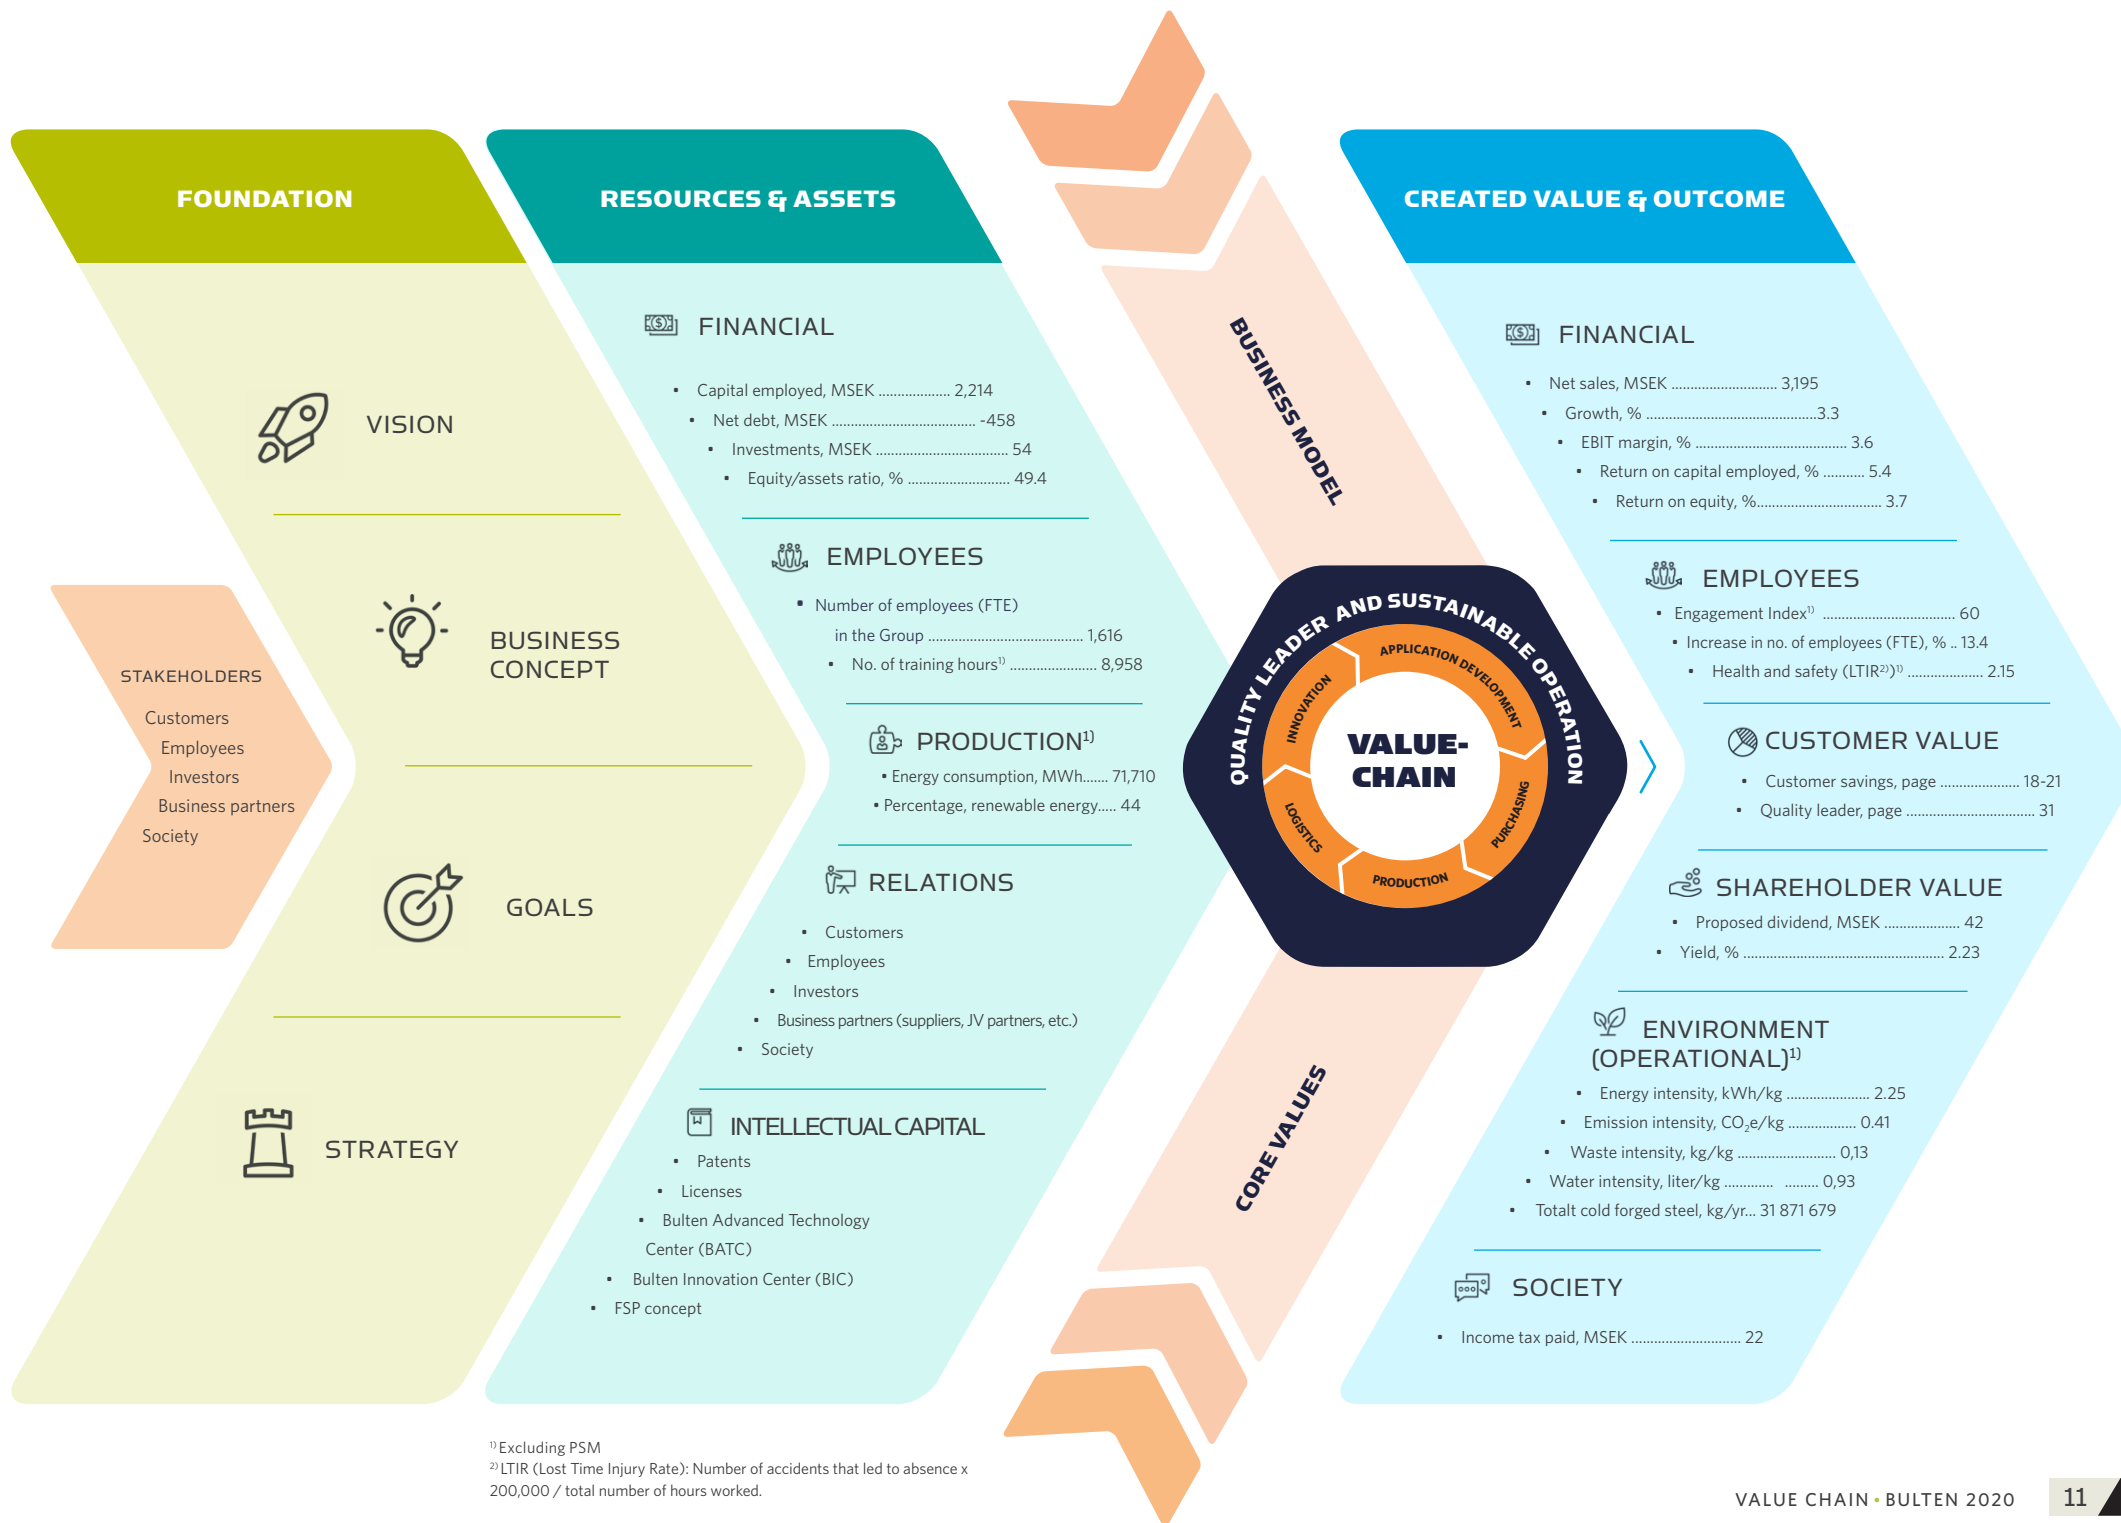 FOUNDATION
STAKEHOLDERS
Customers
Employees
Investors
Business partners
Society
VISION
BUSINESS
CONCEPT
GOALS
STRATEGY
RESOURCES & ASSETS
FINANCIAL
• Capital employed, MSEK ................... 2,214
• Net debt, MSEK ...................................... -458
• Investments, MSEK ................................... 54
• Equity/assets ratio, % ........................... 49.4
EMPLOYEES
• Number of employees (FTE)
in the Group ......................................... 1,616
• No. of training hours1) ....................... 8,958
PRODUCTION1)
• Energy consumption, MWh....... 71,710
• Percentage, renewable energy..... 44
RELATIONS
• Customers
• Employees
• Investors
• Business partners (suppliers, JV partners, etc.)
• Society
INTELLECTUAL CAPITAL
• Patents
• Licenses
• Bulten Advanced Technology
Center (BATC)
• Bulten Innovation Center (BIC)
• FSP concept
1) Excluding PSM
2) LTIR (Lost Time Injury Rate): Number of accidents that led to absence x
200,000 / total number of hours worked.
BUSINESS MODEL
QUALITY LEADER AND SUSTAINABLE OPERATION
INNOVATION
APPLICATION DEVELOPMENT
PURCHASING
PRODUCTION
LOGISTICS
VALUE-
CHAIN
CORE VALUES
CREATED VALUE & OUTCOME
FINANCIAL
• Net sales, MSEK ............................ 3,195
• Growth, % .............................................3.3
• EBIT margin, % ........................................ 3.6
• Return on capital employed, % ........... 5.4
• Return on equity, %................................. 3.7
EMPLOYEES
• Engagement Index1) ................................... 60
• Increase in no. of employees (FTE), % .. 13.4
• Health and safety (LTIR2))1) .................... 2.15
CUSTOMER VALUE
• Customer savings, page ..................... 18-21
• Quality leader, page .................................. 31
SHAREHOLDER VALUE
• Proposed dividend, MSEK .................... 42
• Yield, % ..................................................... 2.23
ENVIRONMENT
(OPERATIONAL)1)
• Energy intensity, kWh/kg ...................... 2.25
• Emission intensity, CO2e/kg .................. 0.41
• Waste intensity, kg/kg .......................... 0,13
• Water intensity, liter/kg ............. ......... 0,93
• Totalt cold forged steel, kg/yr... 31 871 679
SOCIETY
• Income tax paid, MSEK ............................. 22
VALUE CHAIN • BULTEN 2020 11